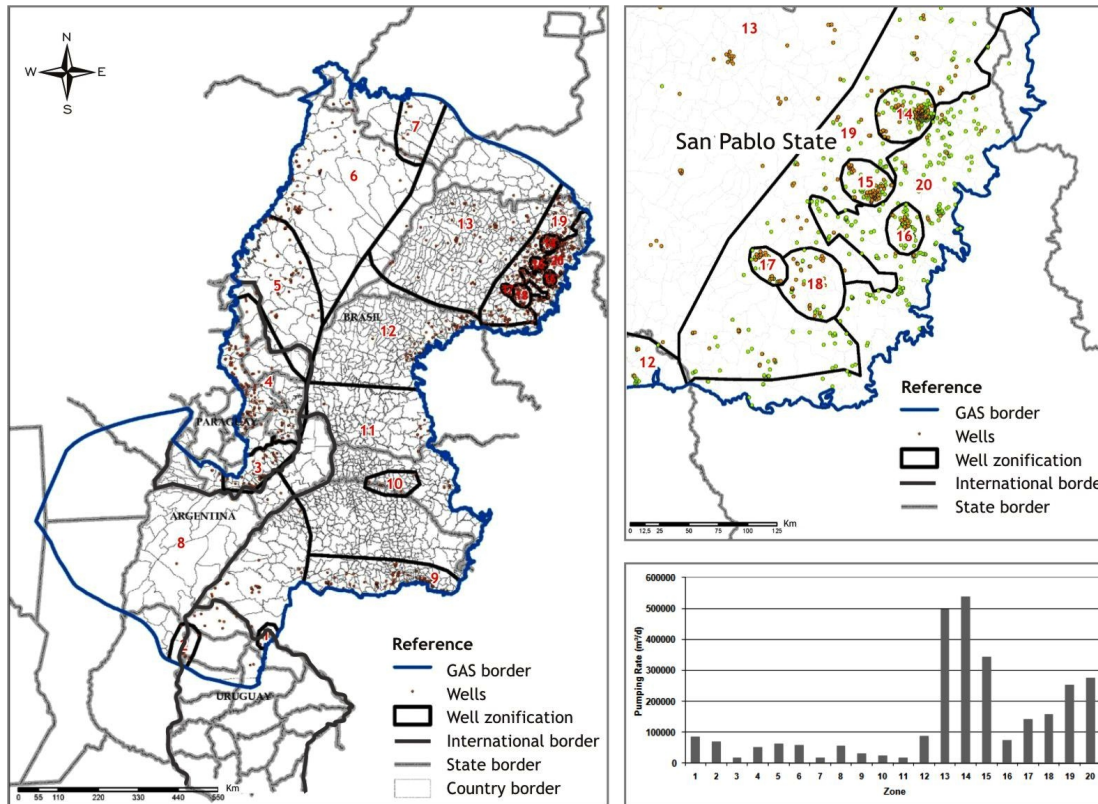 N
W E
S
7
6
13
19
5
BRASIL
12
18
4
PARAGUAY
11
3
10
ARGENTINA
8
9
2
1
URUGUAY
Reference
GAS border
Wells
Well zonification
International border
State border
Country border
0 55 110 220 330 440 550
Km
13
14
San Pablo State
19
15
20
16
17
18
12
Reference
GAS border
Wells
Well zonification
International border
State border
0 12,5 25 50 75 100 125
Km
Pumping Rate (m³/d)
600000
500000
400000
300000
200000
100000
0
1 2 3 4 5 6 7 8 9 10 11 12 13 14 15 16 17 18 19 20
Zone